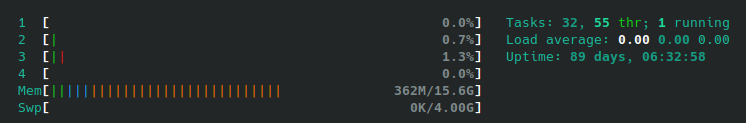 1 [ 0.0%] Tasks: 32, 55 thr; 1 running
2 [| 0.7%] Load average: 0.00 0.00 0.00
3 [|| 1.3%] Uptime: 89 days, 06:32:58
4 [ 0.0%]
Mem[||||||||||||||||||||||||||||| 362M/15.6G]
Swp[ 0K/4.00G]